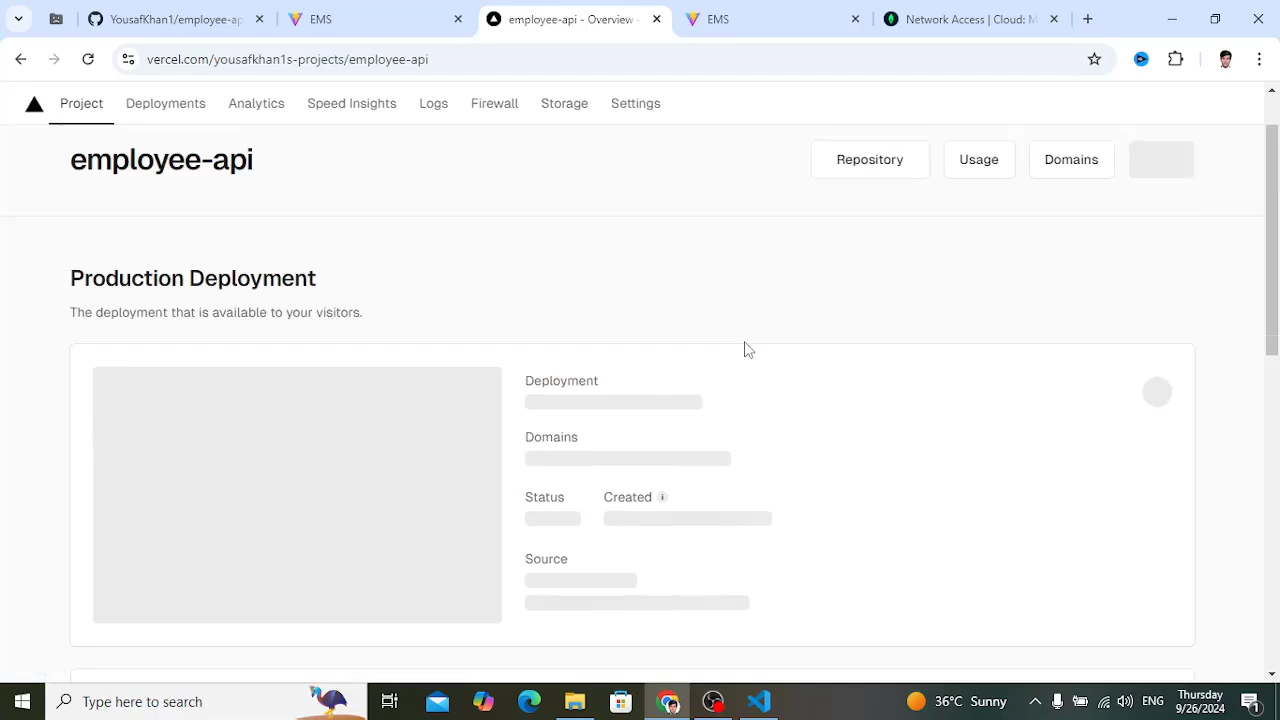 YousafKhan1/employee-ap
EMS
employee-api - Overview -
EMS
Network Access | Cloud: M
vercel.com/yousafkhan1s-projects/employee-api
Project
Deployments
Analytics
Speed Insights
Logs
Firewall
Storage
Settings
employee-api
Repository
Usage
Domains
Production Deployment
The deployment that is available to your visitors.
Deployment
Domains
Status
Created
Source
Type here to search
36°C Sunny
ENG
Thursday
9/26/2024